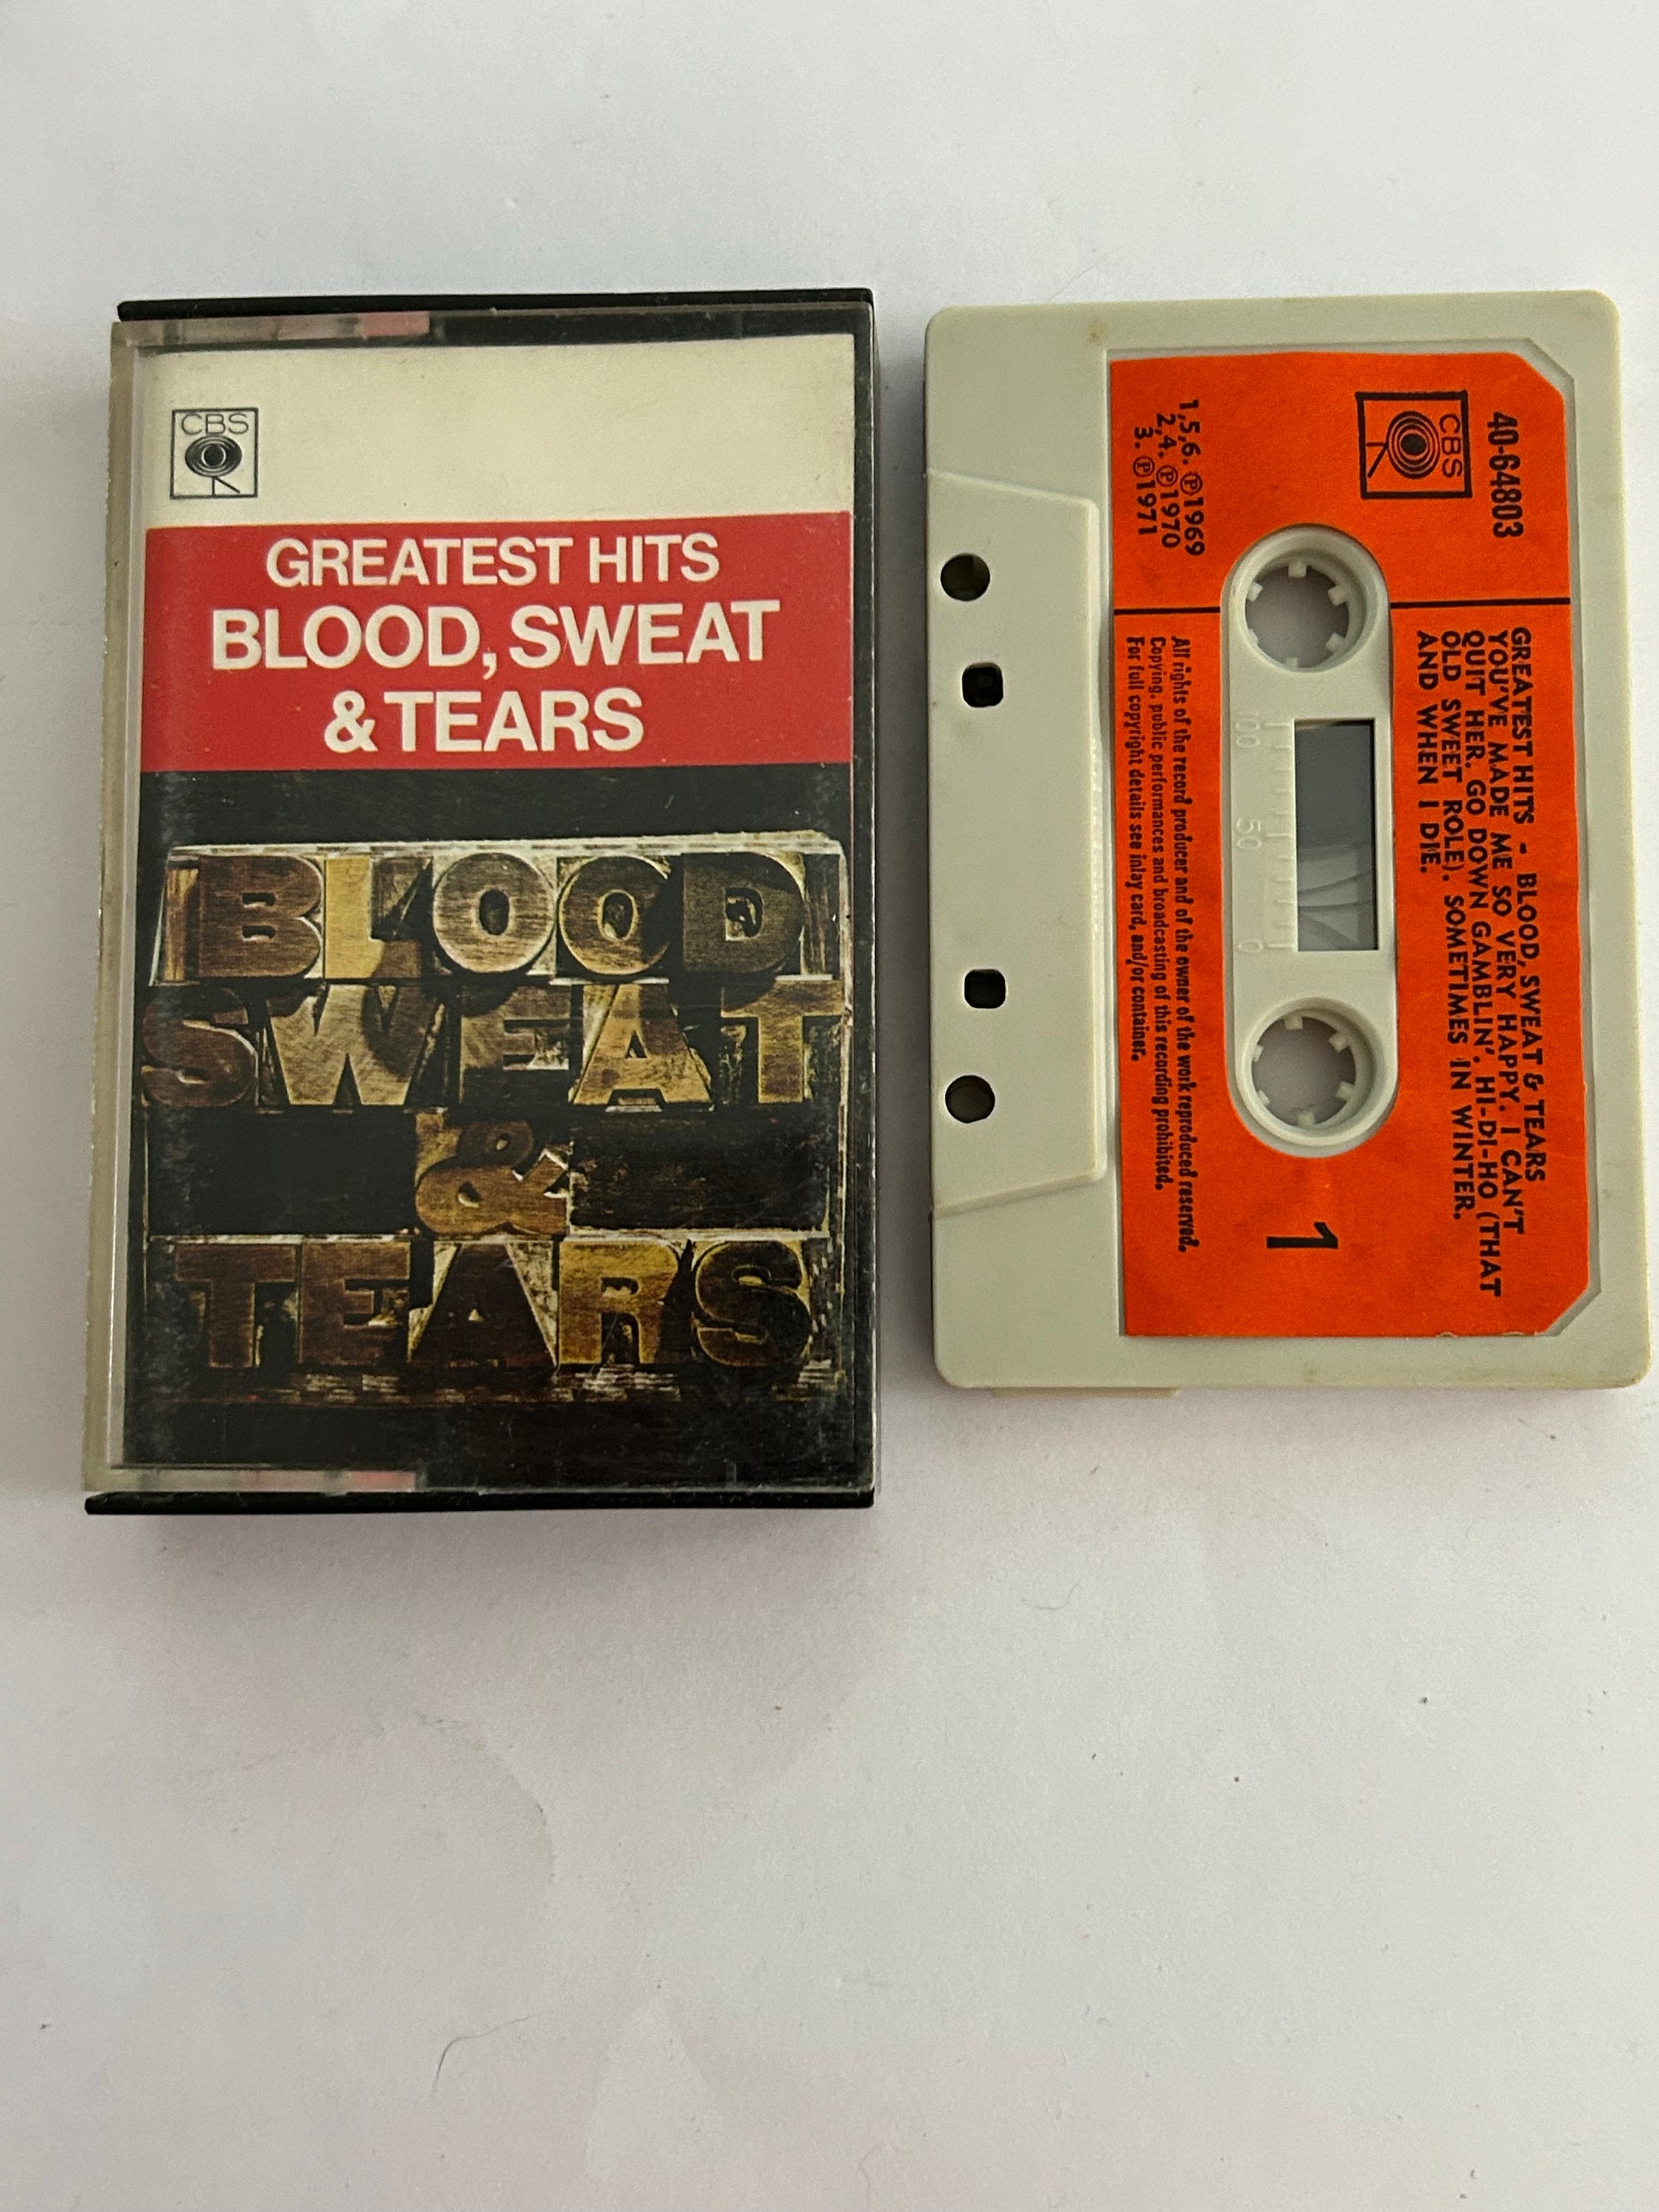 CBS
GREATEST HITS
BLOOD, SWEAT
& TEARS
BLOOD
SWEAT
&
TEARS
40-64803
CBS
1,5,6. ℗1969
2,4. ℗1970
3. ℗1971
GREATEST HITS - BLOOD, SWEAT & TEARS
YOU'VE MADE ME SO VERY HAPPY. I CAN'T
QUIT HER. GO DOWN GAMBLIN'. HI-DI-HO (THAT
OLD SWEET ROLE). SOMETIMES IN WINTER.
AND WHEN I DIE.
100 50 0
1
All rights of the record producer and of the owner of the work reproduced reserved.
Copying, public performances and broadcasting of this recording prohibited.
For full copyright details see inlay card, and/or container.